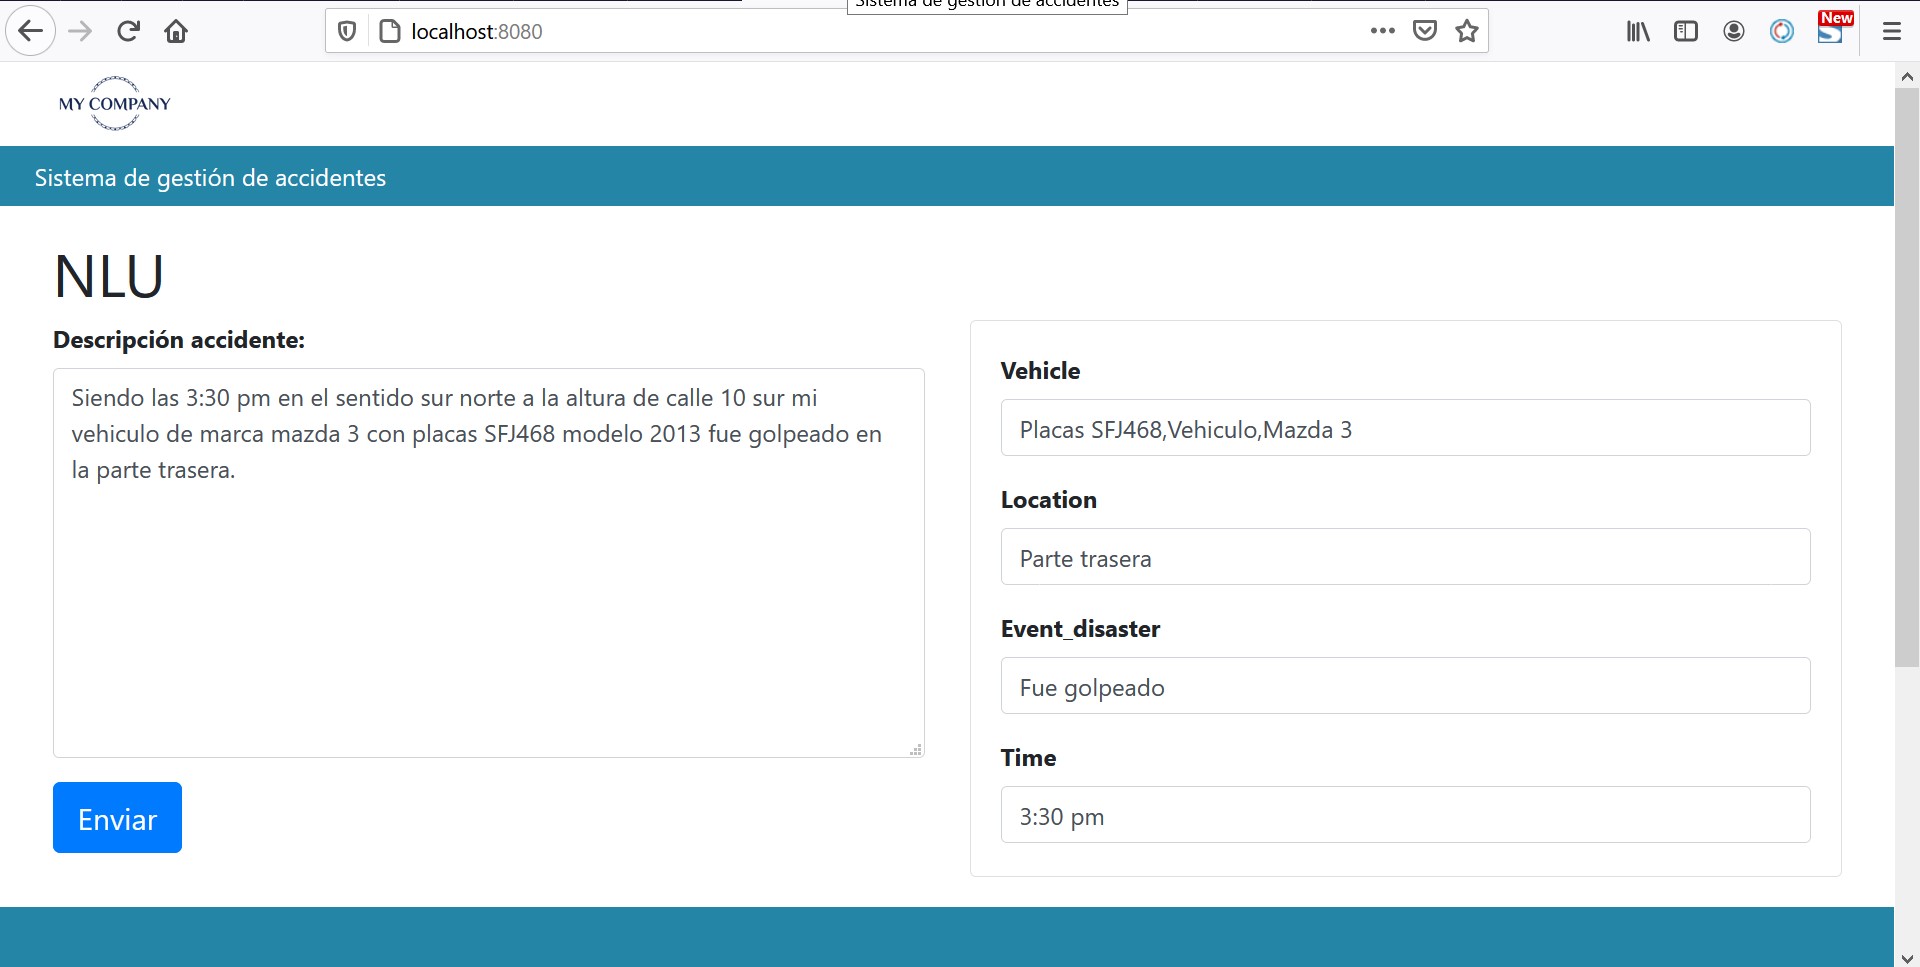 Sistema de gestión de accidentes
localhost:8080
New
MY COMPANY
Sistema de gestión de accidentes
NLU
Descripción accidente:
Siendo las 3:30 pm en el sentido sur norte a la altura de calle 10 sur mi
vehiculo de marca mazda 3 con placas SFJ468 modelo 2013 fue golpeado en
la parte trasera.
Enviar
Vehicle
Placas SFJ468,Vehiculo,Mazda 3
Location
Parte trasera
Event_disaster
Fue golpeado
Time
3:30 pm